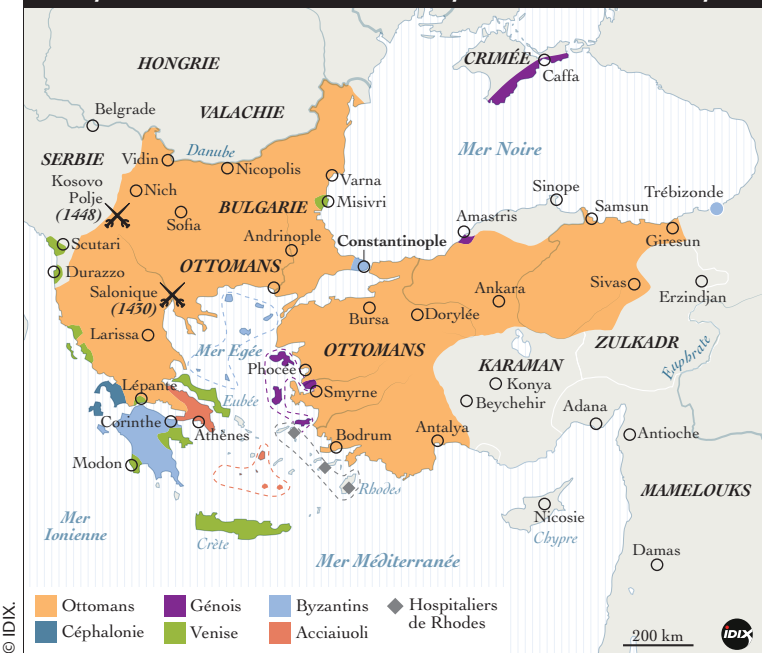 HONGRIE
CRIMÉE
Caffa
Belgrade
VALACHIE
Mer Noire
SERBIE
Vidin
Danube
Nicopolis
Kosovo
Polje
(1448)
Nich
Varna
Sinope
Trébizonde
BULGARIE
Misivri
Sofia
Amastris
Samsun
Scutari
Andrinople
Constantinople
Giresun
Durazzo
OTTOMANS
Salonique
(1430)
Ankara
Sivas
Erzindjan
Larissa
Bursa
Dorylée
Mer Egée
OTTOMANS
ZULKADR
Euphrate
Phocée
KARAMAN
Lépante
Eubée
Smyrne
Konya
Beychehir
Corinthe
Athènes
Bodrum
Antalya
Adana
Antioche
Modon
Rhodes
MAMELOUKS
Mer
Ionienne
Crète
Nicosie
Chypre
Mer Méditerranée
Damas
Ottomans
Génois
Byzantins
Hospitaliers
de Rhodes
Céphalonie
Venise
Acciaiuoli
200 km
IDIX
© IDIX.